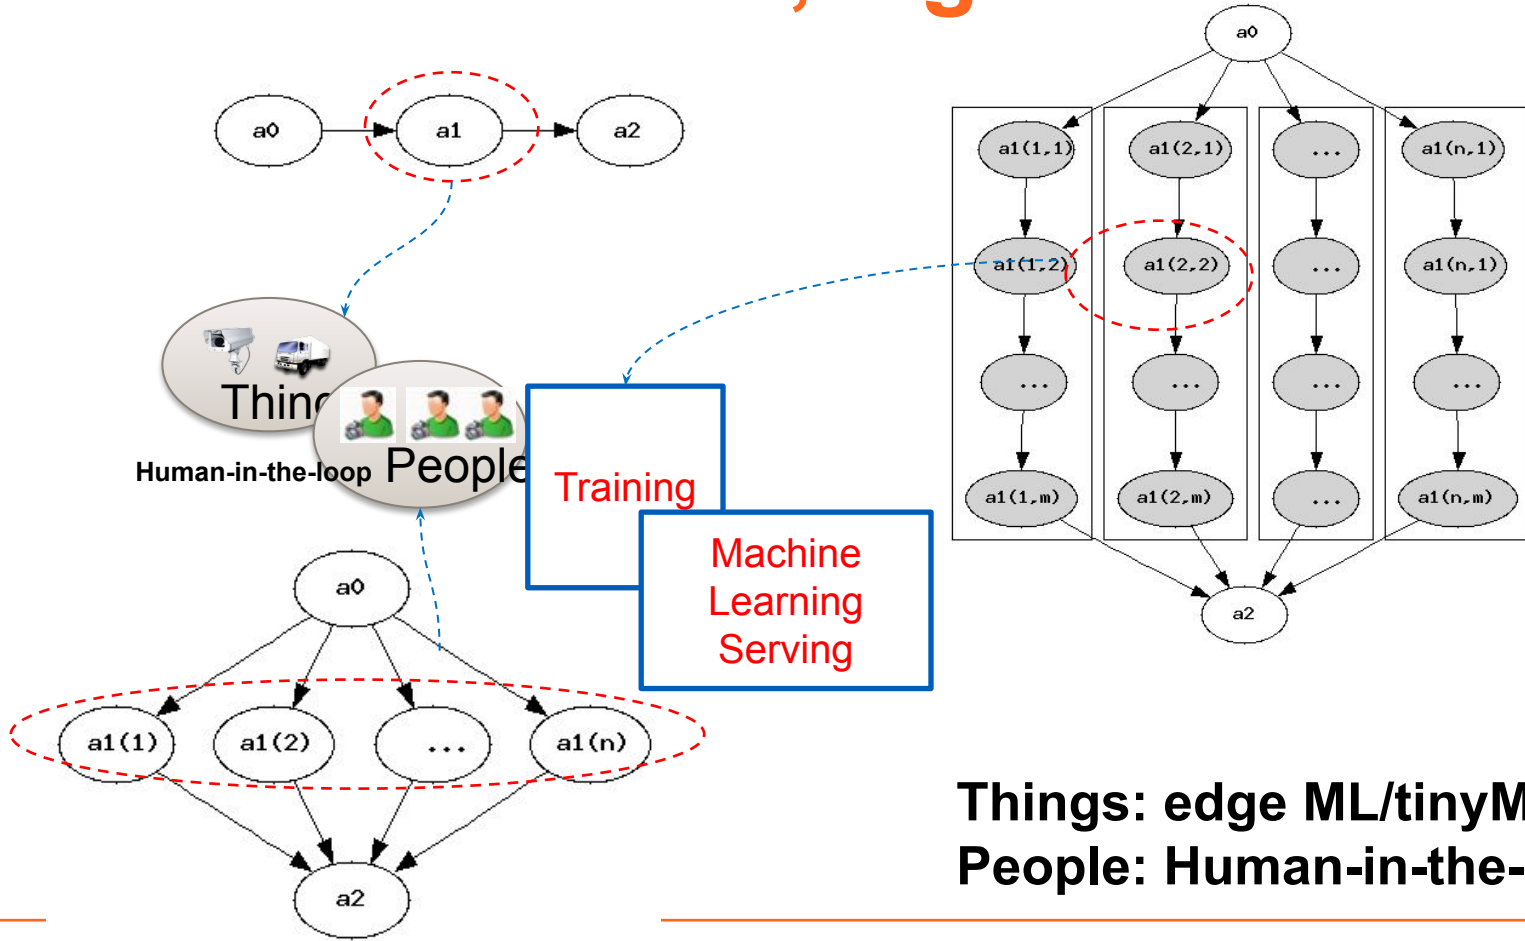 a0
a1
a2
Things
Human-in-the-loop
People
Training
Machine
Learning
Serving
a0
a1(1)
a1(2)
...
a1(n)
a2
a0
a1(1,1)
a1(2,1)
...
a1(n,1)
a1(1,2)
a1(2,2)
...
a1(n,1)
...
...
...
...
a1(1,m)
a1(2,m)
...
a1(n,m)
a2
Things: edge ML/tinyM
People: Human-in-the-